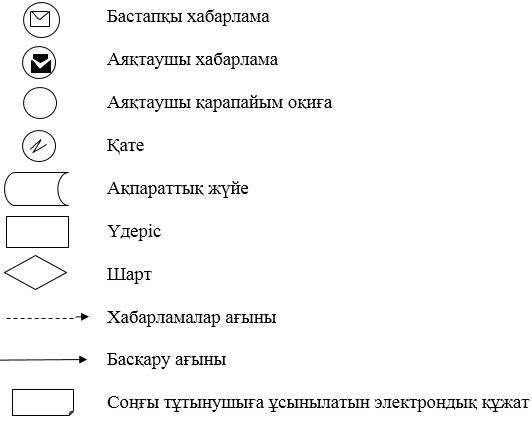 Бастапқы хабарлама
Аяқтаушы хабарлама
Аяқтаушы қарапайым оқиға
Қате
Ақпараттық жүйе
Үдеріс
Шарт
Хабарламалар ағыны
Басқару ағыны
Соңғы тұтынушыға ұсынылатын электрондық құжат